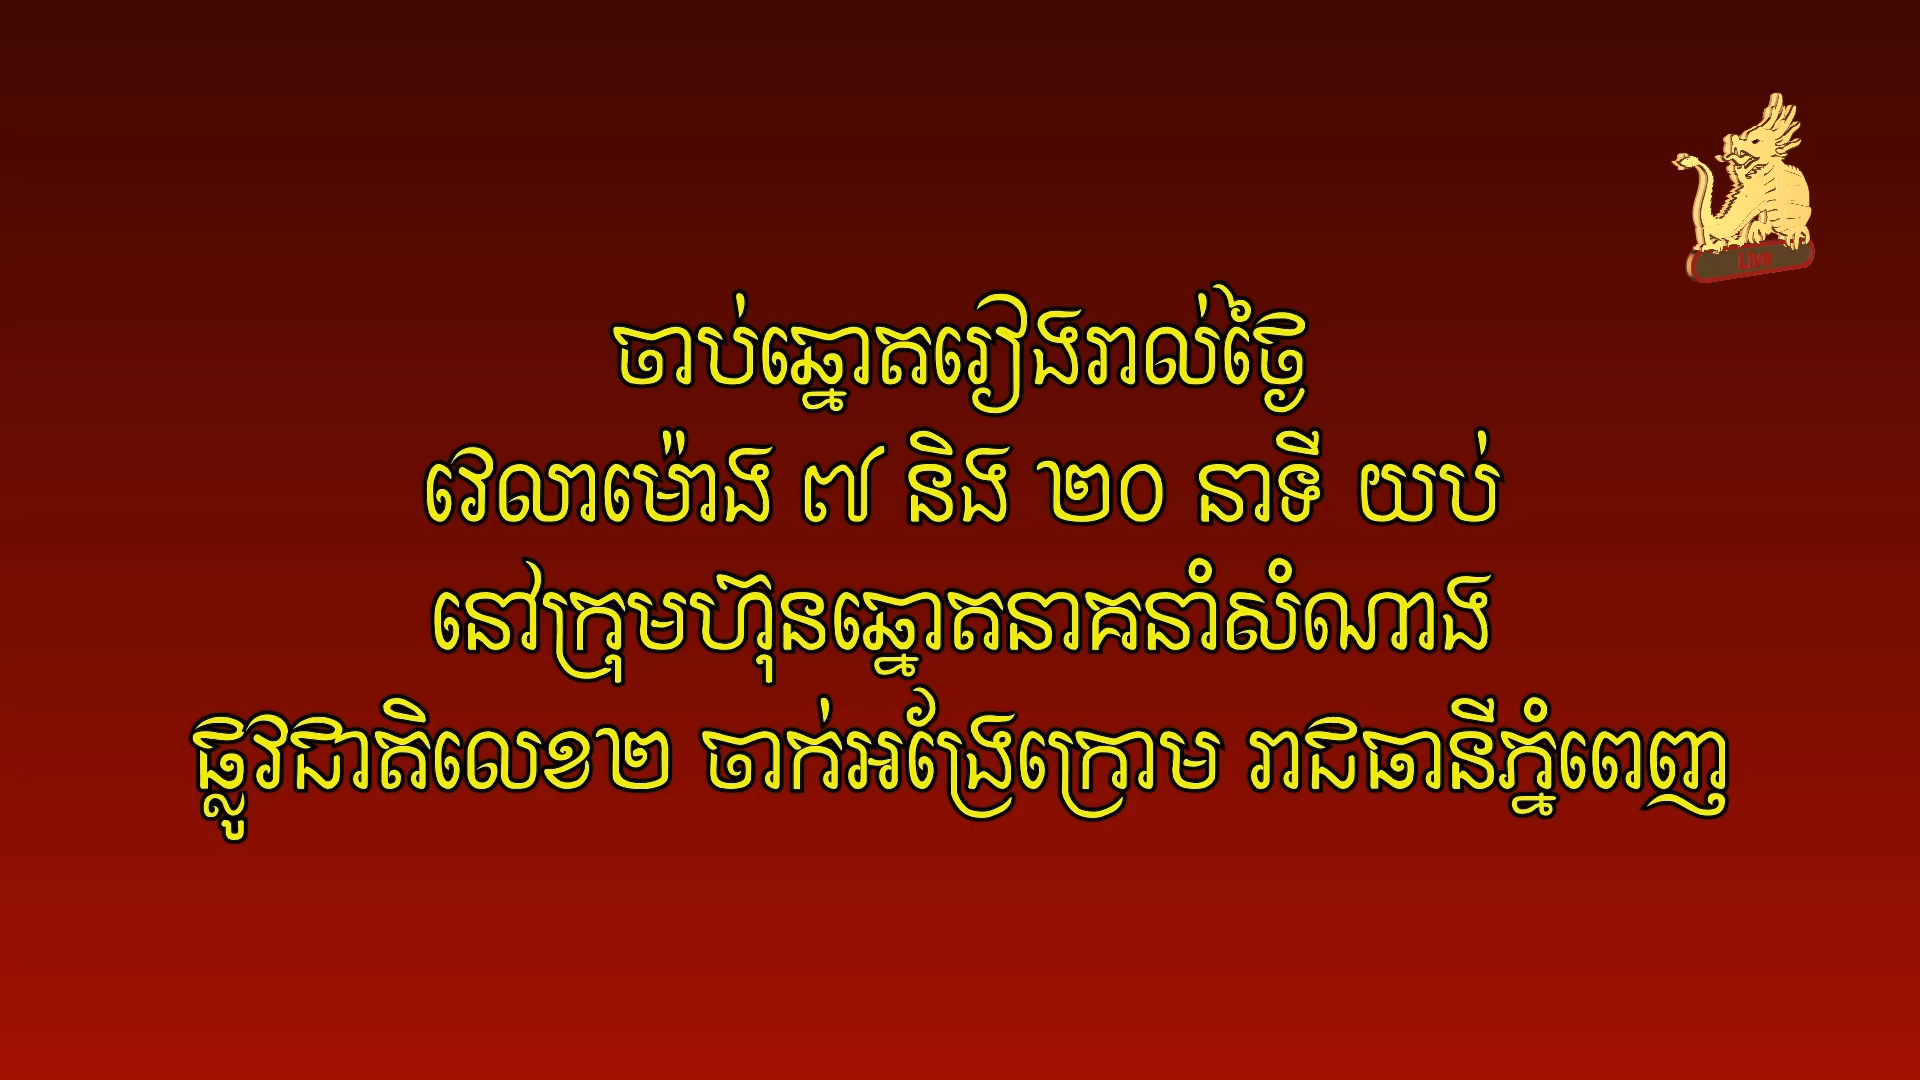 Live
ចាប់ឆ្នោតរៀងរាល់ថ្ងៃ
វេលាម៉ោង ៧ និង ២០ នាទី យប់
នៅក្រុមហ៊ុនឆ្នោតនាគនាំសំណាង
ផ្លូវជាតិលេខ២ ចាក់អង្រែក្រោម រាជធានីភ្នំពេញ